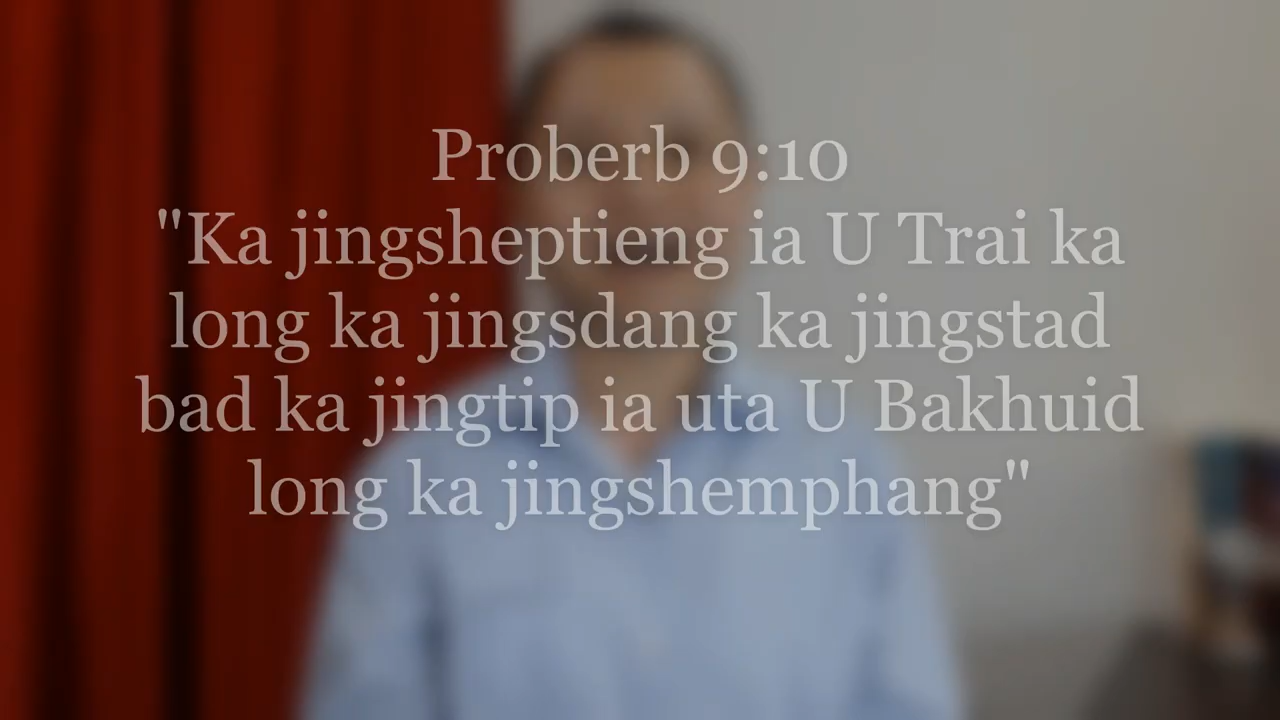 Proberb 9:10
"Ka jingsheptieng ia U Trai ka
long ka jingsdang ka jingstad
bad ka jingtip ia uta U Bakhuid
long ka jingshemphang"